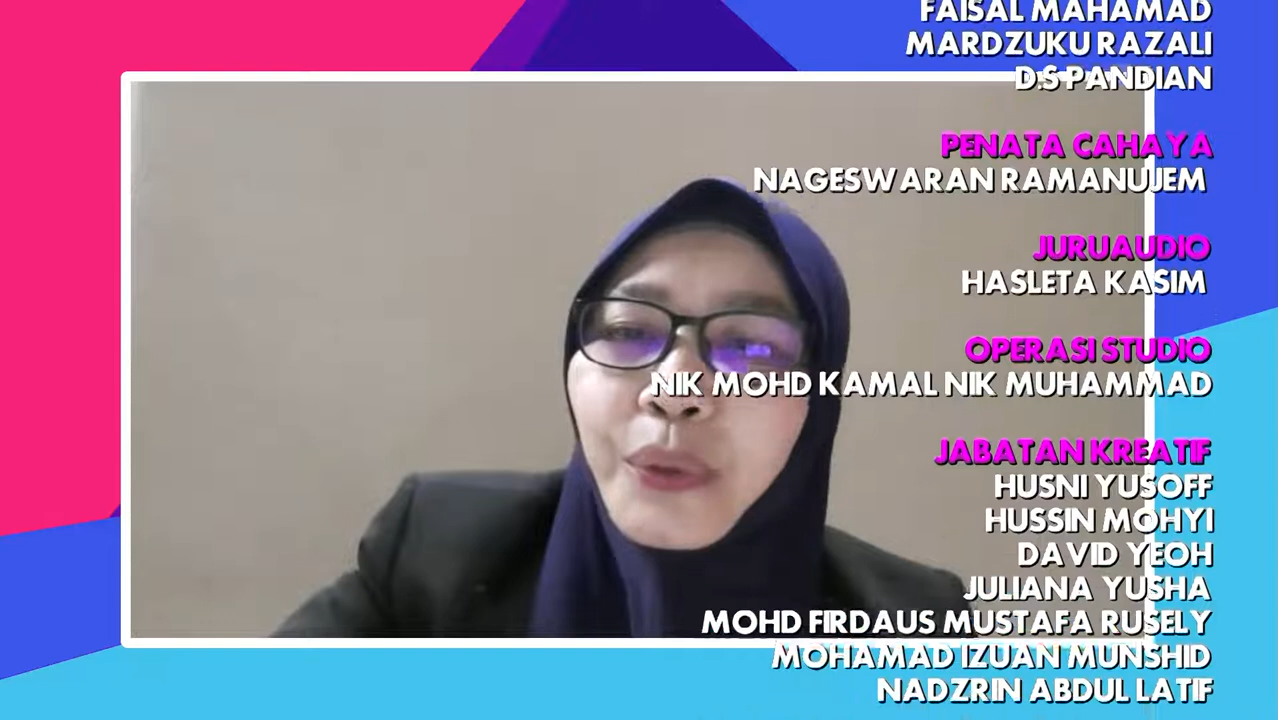 FAISAL MAHAMAD
MARDZUKU RAZALI
D.S PANDIAN
PENATA CAHAYA
NAGESWARAN RAMANUJEM
JURUAUDIO
HASLETA KASIM
OPERASI STUDIO
NIK MOHD KAMAL NIK MUHAMMAD
JABATAN KREATIF
HUSNI YUSOFF
HUSSIN MOHYI
DAVID YEOH
JULIANA YUSHA
MOHD FIRDAUS MUSTAFA RUSELY
MOHAMAD IZUAN MUNSHID
NADZRIN ABDUL LATIF